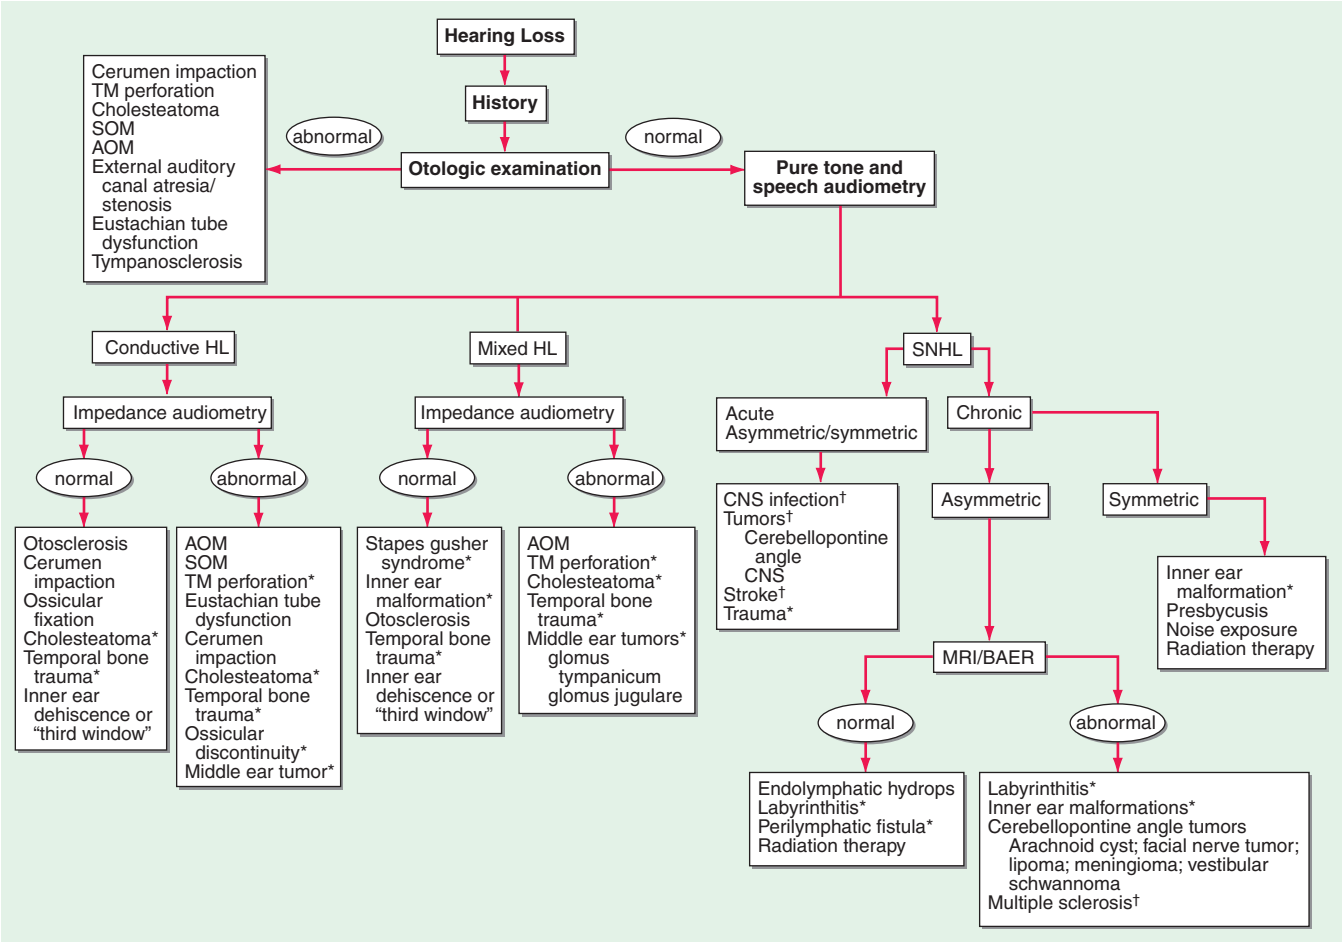 Hearing Loss
History
Otologic examination
abnormal
normal
Cerumen impaction
TM perforation
Cholesteatoma
SOM
AOM
External auditory
canal atresia/
stenosis
Eustachian tube
dysfunction
Tympanosclerosis
Pure tone and
speech audiometry
Conductive HL
Impedance audiometry
normal
abnormal
Otosclerosis
Cerumen
impaction
Ossicular
fixation
Cholesteatoma*
Temporal bone
trauma*
Inner ear
dehiscence or
“third window”
AOM
SOM
TM perforation*
Eustachian tube
dysfunction
Cerumen
impaction
Cholesteatoma*
Temporal bone
trauma*
Ossicular
discontinuity*
Middle ear tumor*
Mixed HL
Impedance audiometry
normal
abnormal
Stapes gusher
syndrome*
Inner ear
malformation*
Otosclerosis
Temporal bone
trauma*
Inner ear
dehiscence or
“third window”
AOM
TM perforation*
Cholesteatoma*
Temporal bone
trauma*
Middle ear tumors*
glomus
tympanicum
glomus jugulare
SNHL
Acute
Asymmetric/symmetric
CNS infection†
Tumors†
Cerebellopontine
angle
CNS
Stroke†
Trauma*
Chronic
Asymmetric
Symmetric
Inner ear
malformation*
Presbycusis
Noise exposure
Radiation therapy
MRI/BAER
normal
abnormal
Endolymphatic hydrops
Labyrinthitis*
Perilymphatic fistula*
Radiation therapy
Labyrinthitis*
Inner ear malformations*
Cerebellopontine angle tumors
Arachnoid cyst; facial nerve tumor;
lipoma; meningioma; vestibular
schwannoma
Multiple sclerosis†